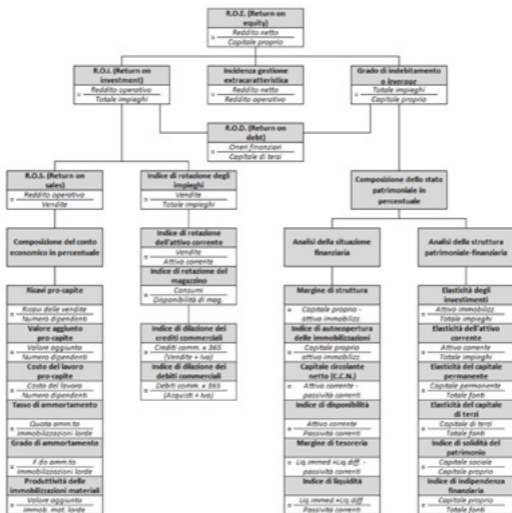 R.O.E. (Return on
equity)
= Reddito netto
Capitale proprio
R.O.I. (Return on
investment)
= Reddito operativo
Totale impieghi
Incidenza gestione
extracaratteristica
= Reddito netto
Reddito operativo
Grado di indebitamento
o leverage
= Totale impieghi
Capitale proprio
R.O.D. (Return on
debt)
= Oneri finanziari
Capitale di terzi
R.O.S. (Return on
sales)
= Reddito operativo
Vendite
Indice di rotazione degli
impieghi
= Vendite
Totale impieghi
Composizione dello stato
patrimoniale in
percentuale
Composizione del conto
economico in percentuale
Indice di rotazione
dell'attivo corrente
= Vendite
Attivo corrente
Indice di rotazione del
magazzino
= Consumi
Disponibilità di mag.
Indice di dilazione dei
crediti commerciali
= Crediti comm. x 365
(Vendite + Iva)
Indice di dilazione dei
debiti commerciali
= Debiti comm. x 365
(Acquisti + Iva)
Analisi della situazione
finanziaria
Analisi della struttura
patrimoniale-finanziaria
Ricavi pro-capite
= Ricavi delle vendite
Numero dipendenti
Valore aggiunto
pro-capite
= Valore aggiunto
Numero dipendenti
Costo del lavoro
pro-capite
= Costo del lavoro
Numero dipendenti
Tasso di ammortamento
= Quota amm.to
Immobilizzazioni lorde
Grado di ammortamento
= F.do amm.to
Immobilizzazioni lorde
Produttività delle
immobilizzazioni materiali
= Valore aggiunto
Immob. mat. lorde
Margine di struttura
= Capitale proprio -
attivo immobilizz.
Indice di autocopertura
delle immobilizzazioni
= Capitale proprio
attivo immobilizz.
Capitale circolante
netto (C.C.N.)
= Attivo corrente -
passività correnti
Indice di disponibilità
= Attivo corrente
passività correnti
Margine di tesoreria
= Liq.immed.+Liq.diff. -
passività correnti
Indice di liquidità
= Liq.immed.+Liq.diff
Passività correnti
Elasticità degli
investimenti
= Attivo immobilizz.
Totale impieghi
Elasticità dell'attivo
corrente
= Attivo corrente
Totale impieghi
Elasticità del capitale
permanente
= Capitale permanente
Totale fonti
Elasticità del capitale
di terzi
= Capitale di terzi
Totale fonti
Indice di solidità del
patrimonio
= Capitale sociale
Capitale proprio
Indice di indipendenza
finanziaria
= Capitale proprio
Totale fonti